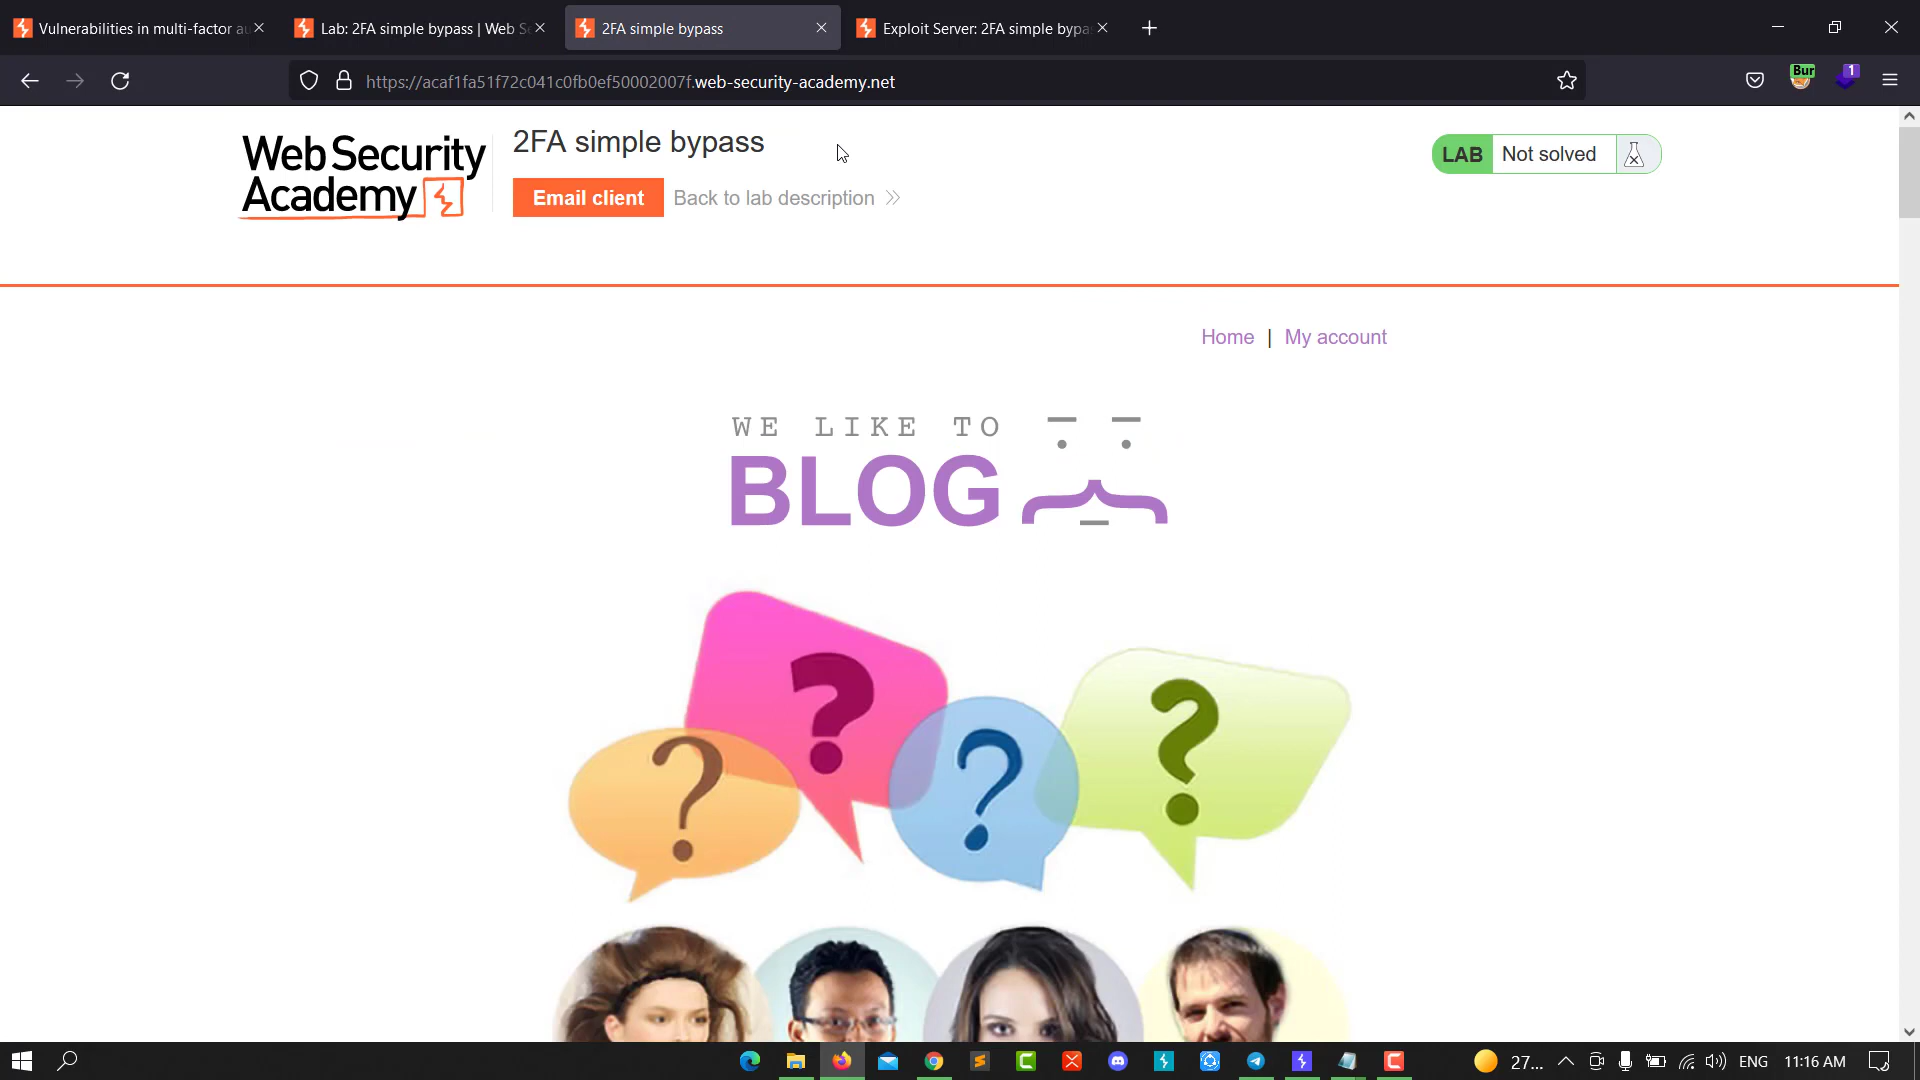 Vulnerabilities in multi-factor au
Lab: 2FA simple bypass | Web Se
2FA simple bypass
Exploit Server: 2FA simple bypa
https://acaf1fa51f72c041c0fb0ef50002007f.web-security-academy.net
Bur
1
Web Security
Academy
2FA simple bypass
Email client
Back to lab description
LAB
Not solved
Home | My account
WE LIKE TO
BLOG
? ? ? ?
27...
ENG
11:16 AM